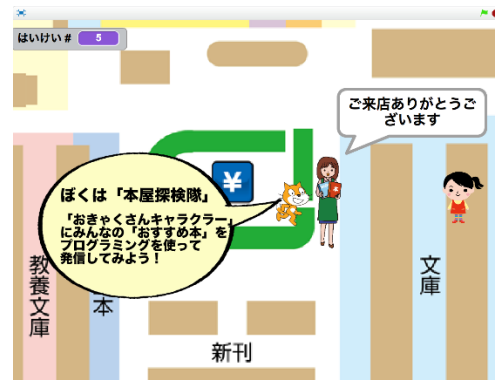 はいけい # 5
ご来店ありがとうご
ざいます
¥
ぼくは「本屋探検隊」
「おきゃくさんキャラクラー」
にみんなの「おすすめ本」を
プログラミングを使って
発信してみよう！
教養文庫
本
文庫
新刊